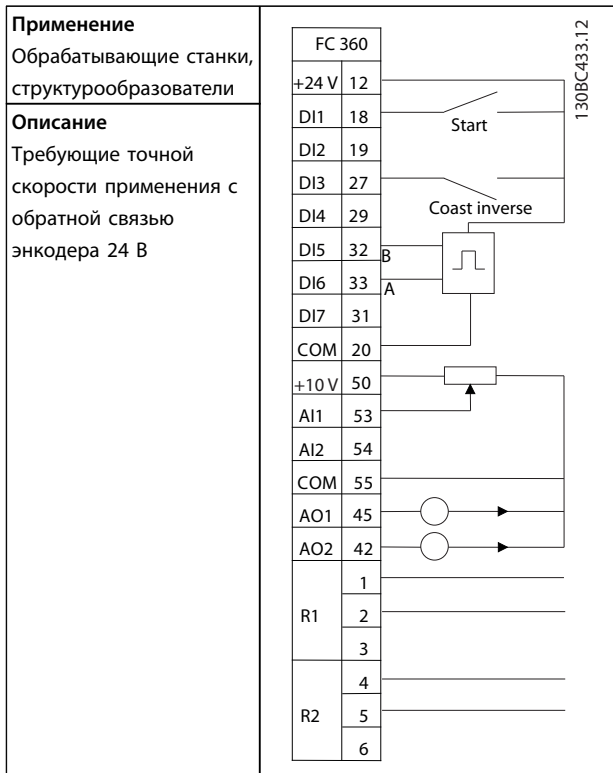 Применение
Обрабатывающие станки,
структурообразователи
Описание
Требующие точной
скорости применения с
обратной связью
энкодера 24 В
FC 360
+24 V 12
DI1 18
DI2 19
DI3 27
DI4 29
DI5 32
DI6 33
DI7 31
COM 20
+10 V 50
AI1 53
AI2 54
COM 55
AO1 45
AO2 42
R1
1
2
3
R2
4
5
6
Start
Coast inverse
B
A
130BC433.12